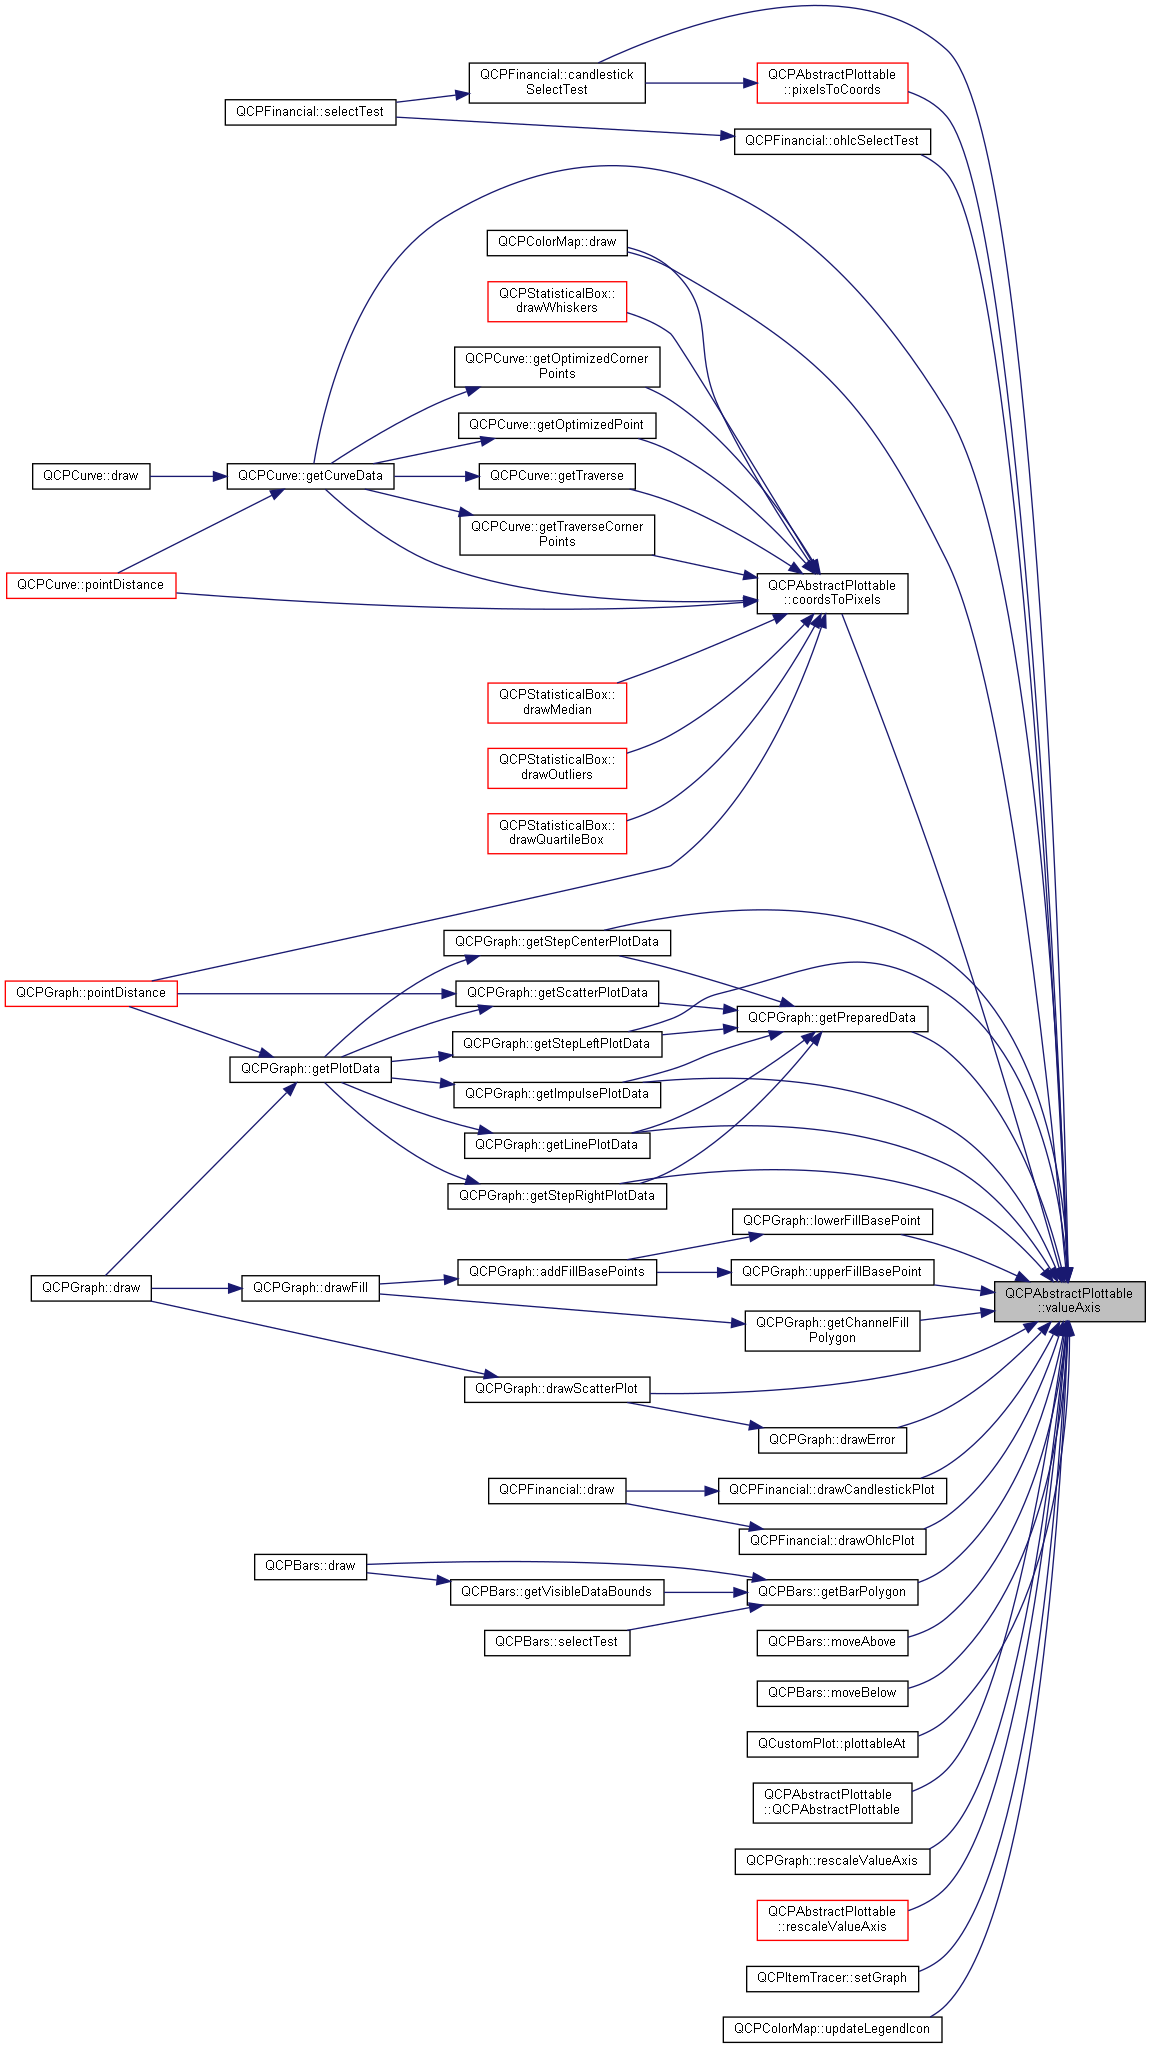 QCPFinancial::candlestick
SelectTest
QCPAbstractPlottable
::pixelsToCoords
QCPFinancial::selectTest
QCPFinancial::ohlcSelectTest
QCPColorMap::draw
QCPStatisticalBox::
drawWhiskers
QCPCurve::getOptimizedCorner
Points
QCPCurve::getOptimizedPoint
QCPCurve::draw
QCPCurve::getCurveData
QCPCurve::getTraverse
QCPCurve::getTraverseCorner
Points
QCPCurve::pointDistance
QCPAbstractPlottable
::coordsToPixels
QCPStatisticalBox::
drawMedian
QCPStatisticalBox::
drawOutliers
QCPStatisticalBox::
drawQuartileBox
QCPGraph::getStepCenterPlotData
QCPGraph::pointDistance
QCPGraph::getScatterPlotData
QCPGraph::getPreparedData
QCPGraph::getStepLeftPlotData
QCPGraph::getPlotData
QCPGraph::getImpulsePlotData
QCPGraph::getLinePlotData
QCPGraph::getStepRightPlotData
QCPGraph::lowerFillBasePoint
QCPGraph::draw
QCPGraph::drawFill
QCPGraph::addFillBasePoints
QCPGraph::upperFillBasePoint
QCPAbstractPlottable
::valueAxis
QCPGraph::getChannelFill
Polygon
QCPGraph::drawScatterPlot
QCPGraph::drawError
QCPFinancial::draw
QCPFinancial::drawCandlestickPlot
QCPFinancial::drawOhlcPlot
QCPBars::draw
QCPBars::getVisibleDataBounds
QCPBars::getBarPolygon
QCPBars::selectTest
QCPBars::moveAbove
QCPBars::moveBelow
QCustomPlot::plottableAt
QCPAbstractPlottable
::QCPAbstractPlottable
QCPGraph::rescaleValueAxis
QCPAbstractPlottable
::rescaleValueAxis
QCPItemTracer::setGraph
QCPColorMap::updateLegendIcon